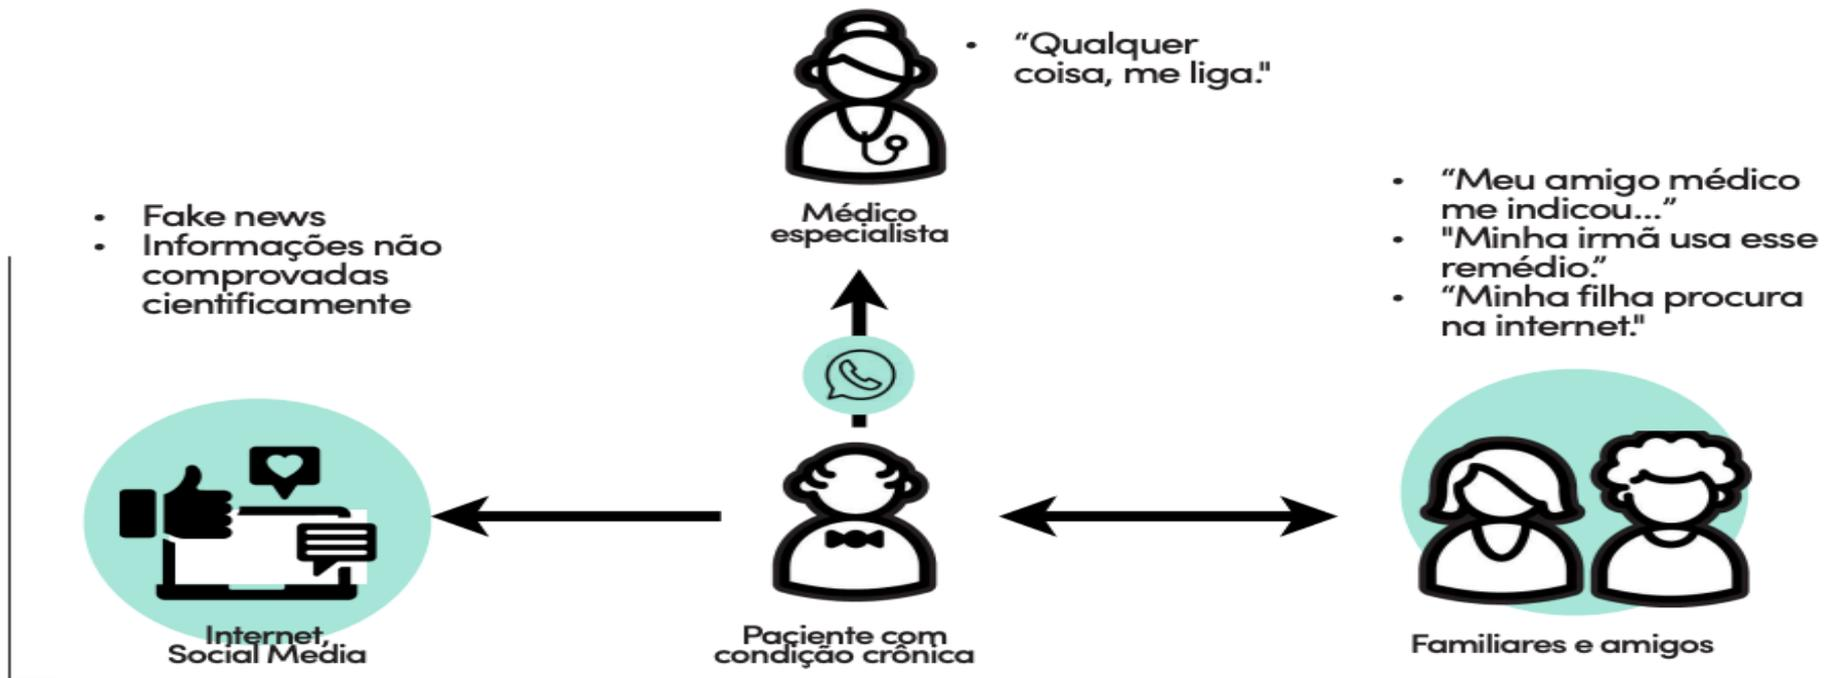 • “Qualquer
coisa, me liga."
Médico
especialista
• Fake news
• Informações não
comprovadas
cientificamente
• “Meu amigo médico
me indicou...”
• "Minha irmã usa esse
remédio.”
• “Minha filha procura
na internet."
Internet,
Social Media
Paciente com
condição crônica
Familiares e amigos